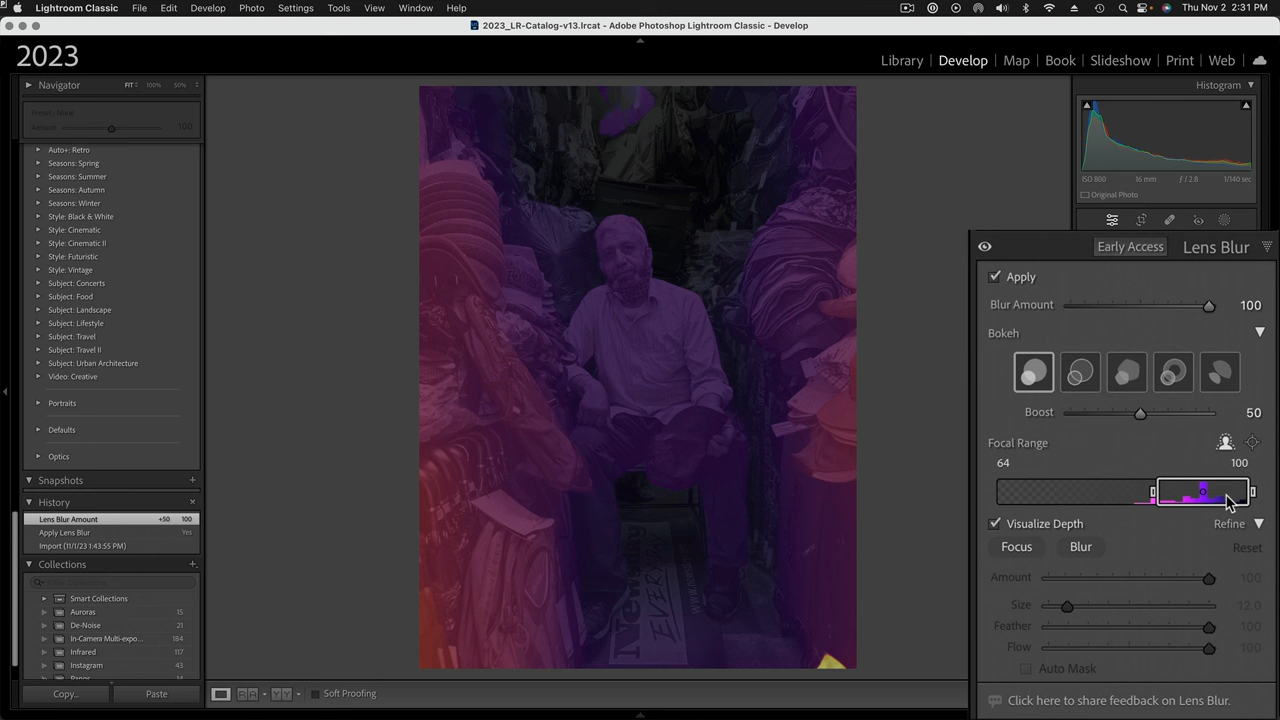 Lightroom Classic File Edit Develop Photo Settings Tools View Window Help Thu Nov 2 2:31 PM
2023_LR-Catalog-v13.lrcat - Adobe Photoshop Lightroom Classic - Develop
2023
Library Develop Map Book Slideshow Print Web
Navigator FIT 100% 50%
Preset: None
Amount 100
Auto+: Retro
Seasons: Spring
Seasons: Summer
Seasons: Autumn
Seasons: Winter
Style: Black & White
Style: Cinematic
Style: Cinematic II
Style: Futuristic
Style: Vintage
Subject: Concerts
Subject: Food
Subject: Landscape
Subject: Lifestyle
Subject: Travel
Subject: Travel II
Subject: Urban Architecture
Video: Creative
Portraits
Defaults
Optics
Snapshots +
History ×
Lens Blur Amount +50 100
Apply Lens Blur Yes
Import (11/1/23 1:43:55 PM)
Collections +
Smart Collections
Auroras 15
De-Noise 21
In-Camera Multi-expo... 184
Infrared 117
Instagram 43
Copy... Paste
Soft Proofing
Histogram
ISO 800 16 mm ƒ / 2.8 1/140 sec
Original Photo
Early Access Lens Blur
Apply
Blur Amount 100
Bokeh
Boost 50
Focal Range
64 100
Visualize Depth Refine
Focus Blur Reset
Amount 100
Size 12.0
Feather 100
Flow 100
Auto Mask
Click here to share feedback on Lens Blur.